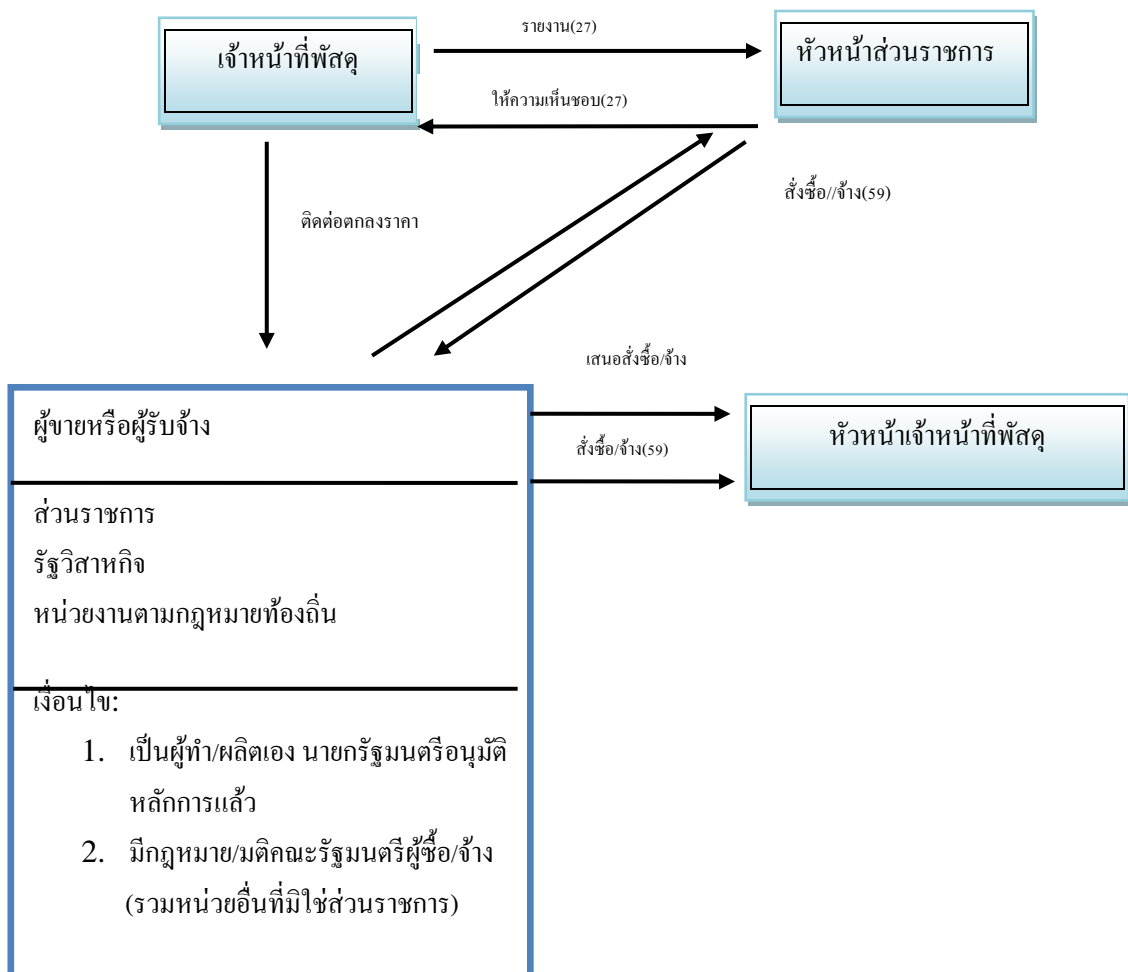 รายงาน(27)
เจ้าหน้าที่พัสดุ
หัวหน้าส่วนราชการ
ให้ความเห็นชอบ(27)
สั่งซื้อ//จ้าง(59)
ติดต่อตกลงราคา
เสนอสั่งซื้อ/จ้าง
ผู้ขายหรือผู้รับจ้าง
หัวหน้าเจ้าหน้าที่พัสดุ
สั่งซื้อ/จ้าง(59)
ส่วนราชการ
รัฐวิสาหกิจ
หน่วยงานตามกฎหมายท้องถิ่น
เงื่อนไข:
1. เป็นผู้ทำ/ผลิตเอง นายกรัฐมนตรีอนุมัติ
หลักการแล้ว
2. มีกฎหมาย/มติคณะรัฐมนตรีผู้ซื้อ/จ้าง
(รวมหน่วยอื่นที่มิใช่ส่วนราชการ)